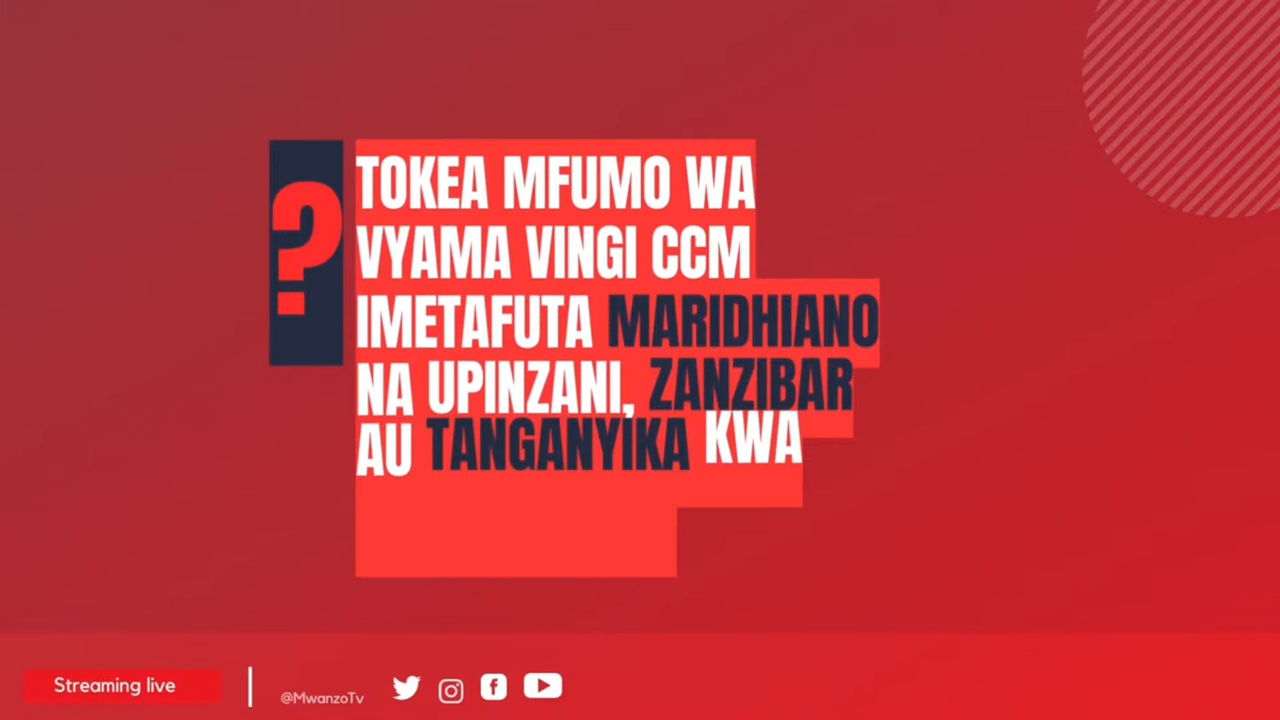 ?
TOKEA MFUMO WA
VYAMA VINGI CCM
IMETAFUTA MARIDHIANO
NA UPINZANI, ZANZIBAR
AU TANGANYIKA KWA
Streaming live
@MwanzoTv